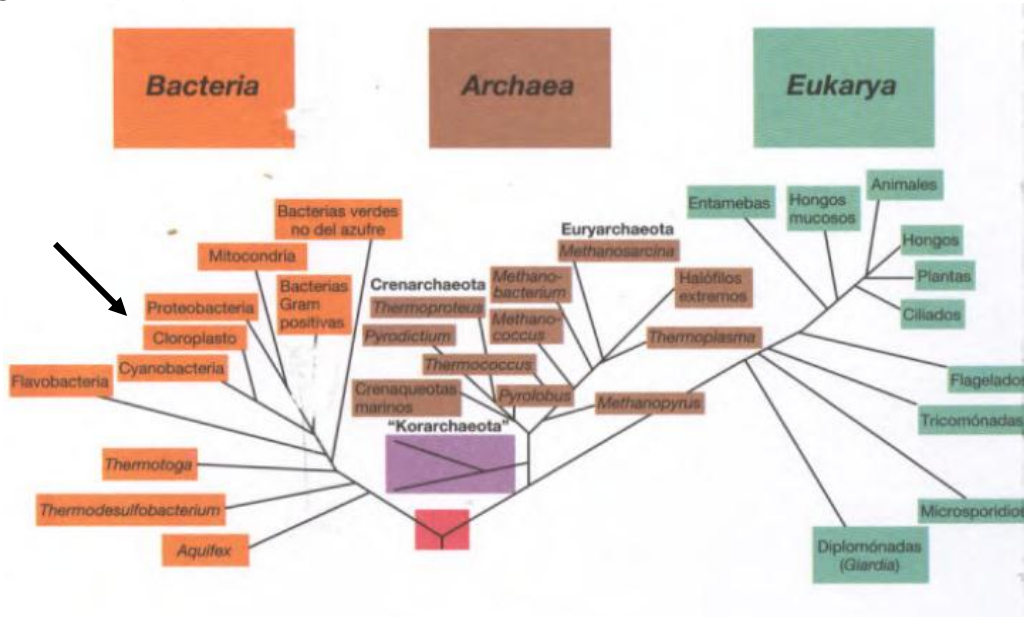 Bacteria
Archaea
Eukarya
Bacterias verdes
no del azufre
Mitocondria
Bacterias
Gram
positivas
Proteobacteria
Cloroplasto
Cyanobacteria
Flavobacteria
Thermotoga
Thermodesulfobacterium
Aquifex
Crenarchaeota
Thermoproteus
Pyrodictium
Thermococcus
Crenaqueotas
marinos
Pyrolobus
"Korarchaeota"
Euryarchaeota
Methanosarcina
Methano-
bacterium
Methano-
coccus
Halófilos
extremos
Thermoplasma
Methanopyrus
Entamebas
Hongos
mucosos
Animales
Hongos
Plantas
Ciliados
Flagelados
Tricomónadas
Microsporidios
Diplomónadas
(Giardia)